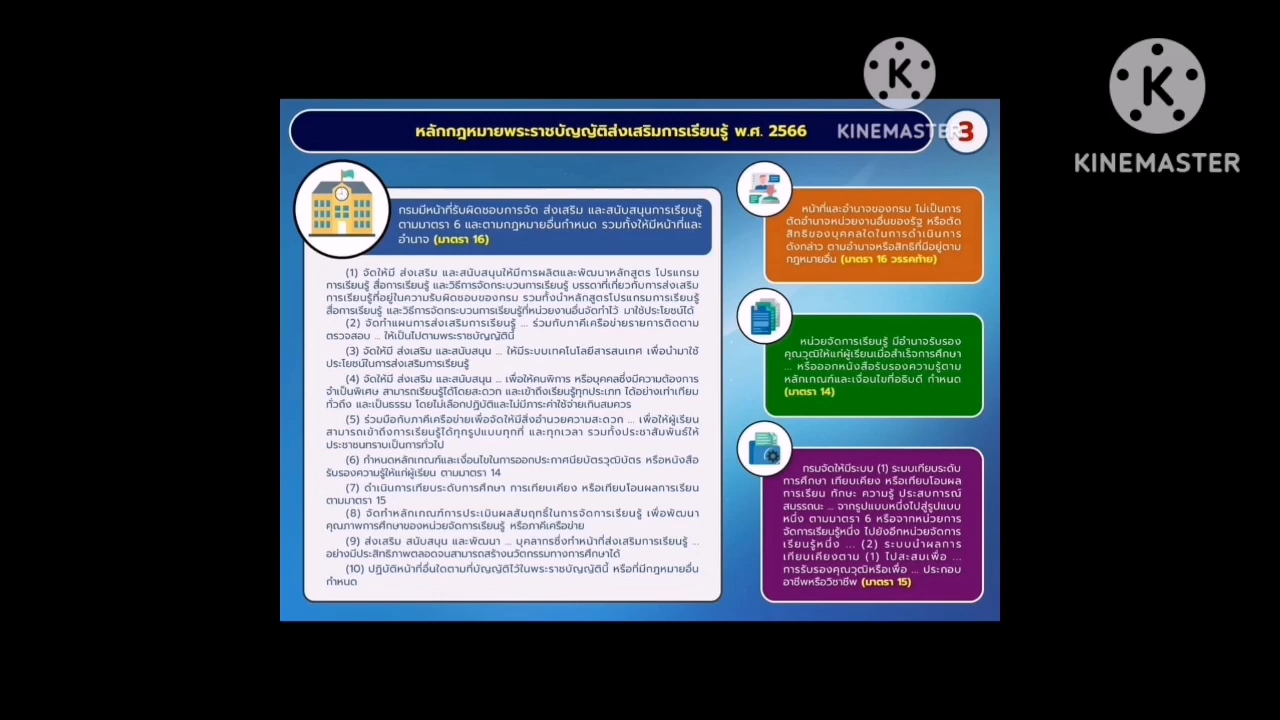 KINEMASTER
หลักกฎหมายพระราชบัญญัติส่งเสริมการเรียนรู้ พ.ศ. 2566
KINEMASTER
3
กรมมีหน้าที่รับผิดชอบการจัด ส่งเสริม และสนับสนุนการเรียนรู้
ตามมาตรา 6 และตามกฎหมายอื่นกำหนด รวมทั้งให้มีหน้าที่และ
อำนาจ (มาตรา 16)
(1) จัดให้มี ส่งเสริม และสนับสนุนให้มีการผลิตและพัฒนาหลักสูตร โปรแกรม
การเรียนรู้ สื่อการเรียนรู้ และวิธีการจัดกระบวนการเรียนรู้ บรรดาที่เกี่ยวกับการส่งเสริม
การเรียนรู้ที่อยู่ในความรับผิดชอบของกรม รวมทั้งนำหลักสูตรโปรแกรมการเรียนรู้
สื่อการเรียนรู้ และวิธีการจัดกระบวนการเรียนรู้ที่หน่วยงานอื่นจัดทำไว้ มาใช้ประโยชน์ได้
(2) จัดทำแผนการส่งเสริมการเรียนรู้ ... ร่วมกับภาคีเครือข่ายรายการติดตาม
ตรวจสอบ ... ให้เป็นไปตามพระราชบัญญัตินี้
(3) จัดให้มี ส่งเสริม และสนับสนุน ... ให้มีระบบเทคโนโลยีสารสนเทศ เพื่อนำมาใช้
ประโยชน์ในการส่งเสริมการเรียนรู้
(4) จัดให้มี ส่งเสริม และสนับสนุน ... เพื่อให้คนพิการ หรือบุคคลซึ่งมีความต้องการ
จำเป็นพิเศษ สามารถเรียนรู้ได้โดยสะดวก และเข้าถึงเรียนรู้ทุกประเภท ได้อย่างเท่าเทียม
ทั่วถึง และเป็นธรรม โดยไม่เลือกปฏิบัติและไม่มีภาระค่าใช้จ่ายเกินสมควร
(5) ร่วมมือกับภาคีเครือข่ายเพื่อจัดให้มีสิ่งอำนวยความสะดวก ... เพื่อให้ผู้เรียน
สามารถเข้าถึงการเรียนรู้ได้ทุกรูปแบบทุกที่ และทุกเวลา รวมทั้งประชาสัมพันธ์ให้
ประชาชนทราบเป็นการทั่วไป
(6) กำหนดหลักเกณฑ์และเงื่อนไขในการออกประกาศนียบัตรวุฒิบัตร หรือหนังสือ
รับรองความรู้ให้แก่ผู้เรียน ตามมาตรา 14
(7) ดำเนินการเทียบระดับการศึกษา การเทียบเคียง หรือเทียบโอนผลการเรียน
ตามมาตรา 15
(8) จัดทำหลักเกณฑ์การประเมินผลสัมฤทธิ์ในการจัดการเรียนรู้ เพื่อพัฒนา
คุณภาพการศึกษาของหน่วยจัดการเรียนรู้ หรือภาคีเครือข่าย
(9) ส่งเสริม สนับสนุน และพัฒนา ... บุคลากรซึ่งทำหน้าที่ส่งเสริมการเรียนรู้ ...
อย่างมีประสิทธิภาพตลอดจนสามารถสร้างนวัตกรรมทางการศึกษาได้
(10) ปฏิบัติหน้าที่อื่นใดตามที่บัญญัติไว้ในพระราชบัญญัตินี้ หรือที่มีกฎหมายอื่น
กำหนด
หน้าที่และอำนาจของกรม ไม่เป็นการ
ตัดอำนาจหน่วยงานอื่นของรัฐ หรือตัด
สิทธิของบุคคลใดในการดำเนินการ
ดังกล่าว ตามอำนาจหรือสิทธิที่มีอยู่ตาม
กฎหมายอื่น (มาตรา 16 วรรคท้าย)
หน่วยจัดการเรียนรู้ มีอำนาจรับรอง
คุณวุฒิให้แก่ผู้เรียนเมื่อสำเร็จการศึกษา
... หรือออกหนังสือรับรองความรู้ตาม
หลักเกณฑ์และเงื่อนไขที่อธิบดี กำหนด
(มาตรา 14)
กรมจัดให้มีระบบ (1) ระบบเทียบระดับ
การศึกษา เทียบเคียง หรือเทียบโอนผล
การเรียน ทักษะ ความรู้ ประสบการณ์
สมรรถนะ ... จากรูปแบบหนึ่งไปสู่รูปแบบ
หนึ่ง ตามมาตรา 6 หรือจากหน่วยการ
จัดการเรียนรู้หนึ่ง ไปยังอีกหน่วยจัดการ
เรียนรู้หนึ่ง ... (2) ระบบนำผลการ
เทียบเคียงตาม (1) ไปสะสมเพื่อ ...
การรับรองคุณวุฒิหรือเพื่อ ... ประกอบ
อาชีพหรือวิชาชีพ (มาตรา 15)